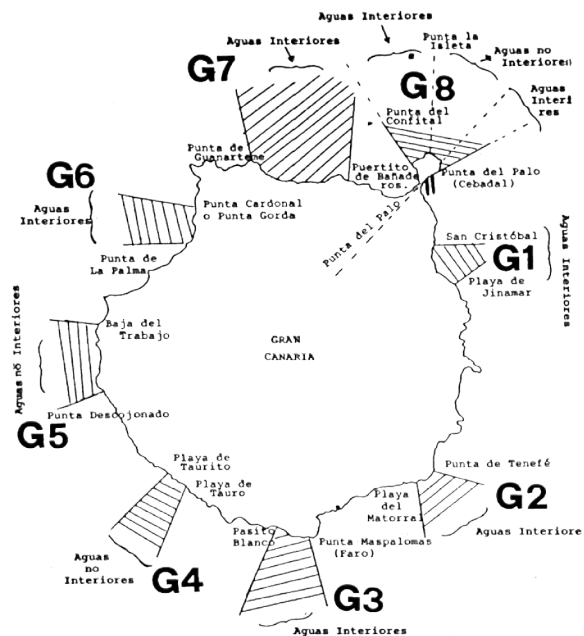 Aguas Interiores
Punta la
Isleta
Aguas Interiores
Aguas no
Interiores
G7
G8
Aguas
Interi
res
Punta del
Confital
Punta de
Guanarteme
G6
Puertito
de Bañade
ros.
Punta del Palo
(Cebadal)
Aguas
Interiores
Punta Cardonal
o Punta Gorda
Punta del Palo
San Cristóbal
G1
Aguas Interiores
Punta de
La Palma
Playa de
Jinamar
Aguas nō Interiores
Baja del
Trabajo
GRAN
CANARIA
Punta Descojonado
G5
Playa de
Taurito
Punta de Tenefé
Playa de
Tauro
Playa
del
Matorral
G2
Pasito
Blanco
Punta Maspalomas
(Faro)
Aguas Interiore
Aguas
no
Interiores
G4
G3
Aguas Interiores